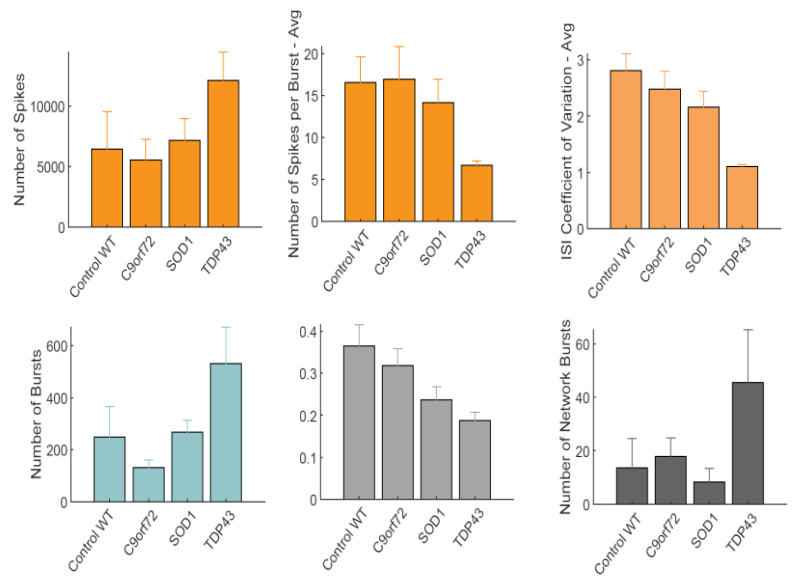 Number of Spikes
10000
5000
0
Control WT
C9orf72
SOD1
TDP43
Number of Spikes per Burst - Avg
20
15
10
5
0
Control WT
C9orf72
SOD1
TDP43
ISI Coefficient of Variation - Avg
3
2
1
0
Control WT
C9orf72
SOD1
TDP43
Number of Bursts
600
400
200
0
Control WT
C9orf72
SOD1
TDP43
0.4
0.3
0.2
0.1
0
Control WT
C9orf72
SOD1
TDP43
Number of Network Bursts
60
40
20
0
Control WT
C9orf72
SOD1
TDP43